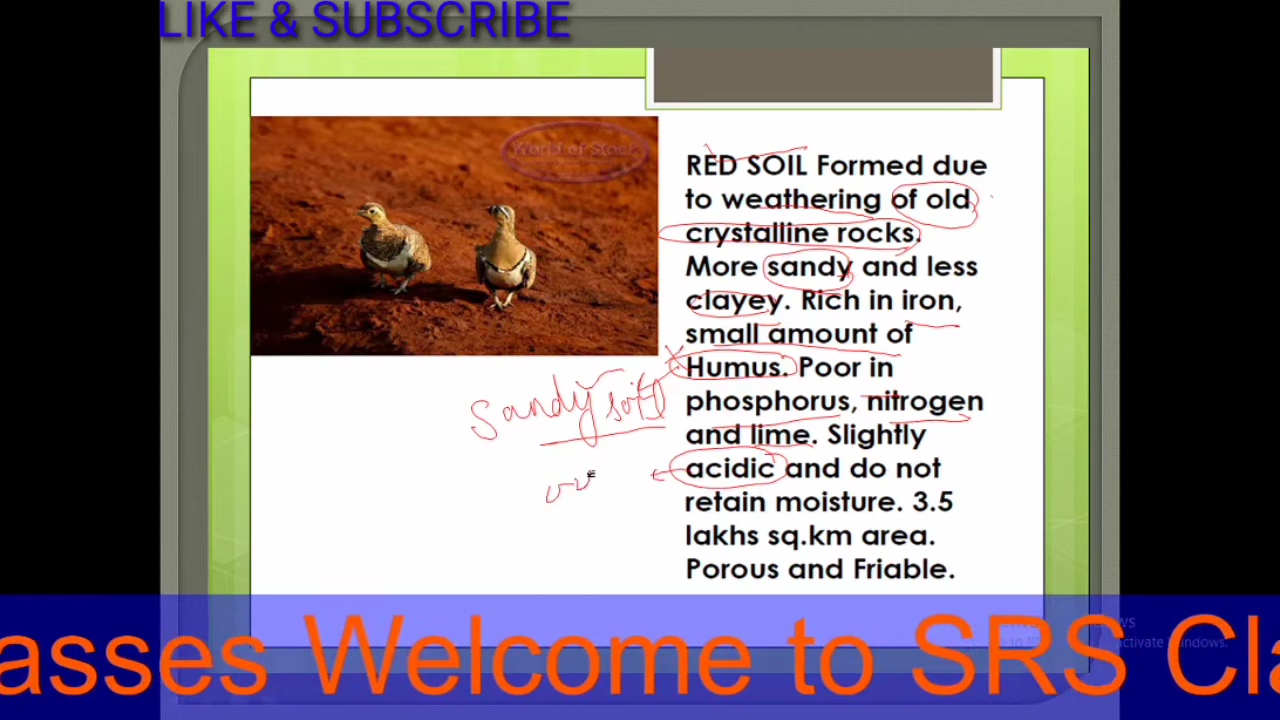 LIKE & SUBSCRIBE
World of Stock
RED SOIL Formed due
to weathering of old
crystalline rocks.
More sandy and less
clayey. Rich in iron,
small amount of
Humus. Poor in
phosphorus, nitrogen
and lime. Slightly
acidic and do not
retain moisture. 3.5
lakhs sq.km area.
Porous and Friable.
Sandy soil
asses Welcome to SRS Cla